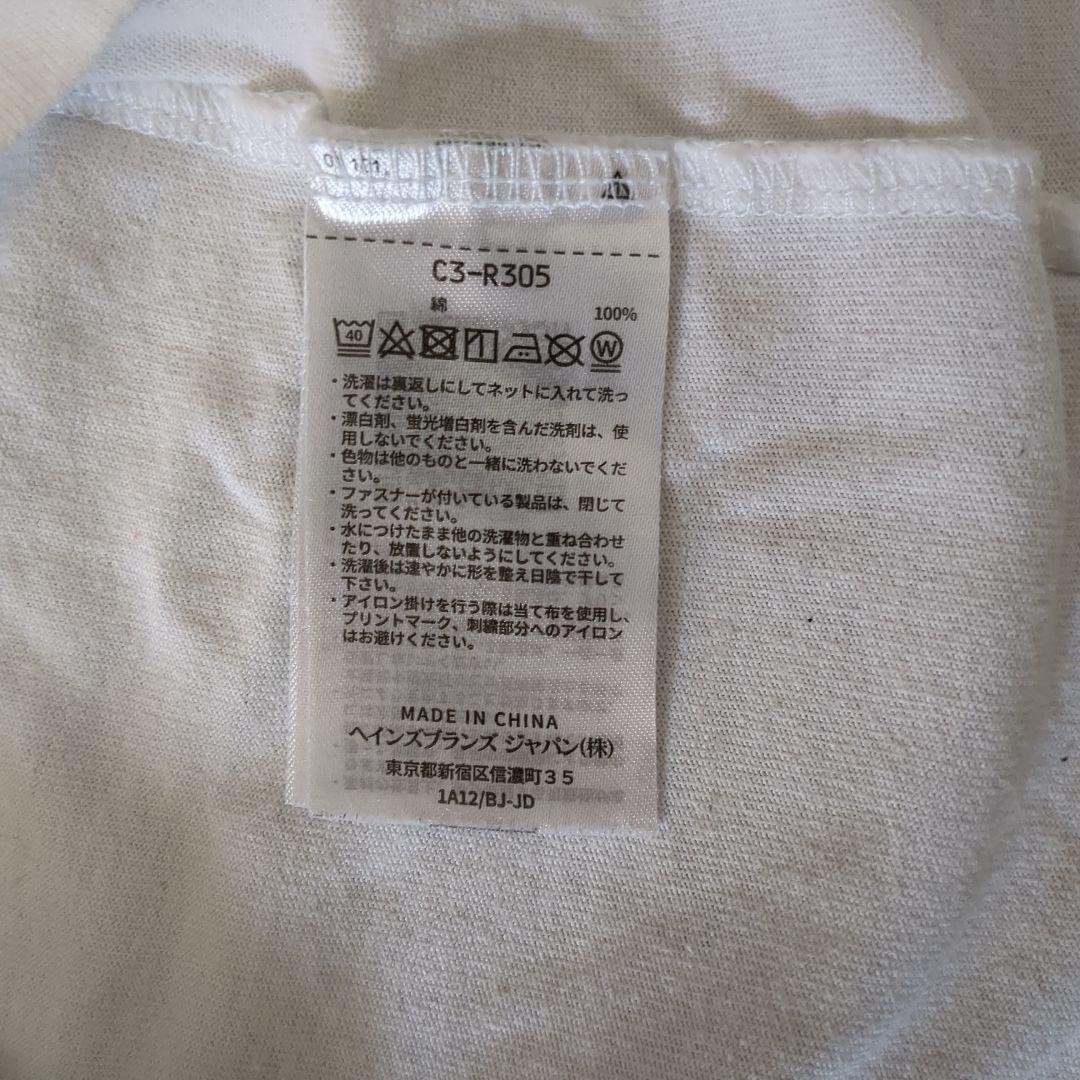 C3-R305
綿
100%
40
W
・洗濯は裏返しにしてネットに入れて洗っ
てください。
・漂白剤、蛍光増白剤を含んだ洗剤は、使
用しないでください。
・色物は他のものと一緒に洗わないでくだ
さい。
・ファスナーが付いている製品は、閉じて
洗ってください。
・水につけたまま他の洗濯物と重ね合わせ
たり、放置しないようにしてください。
・洗濯後は速やかに形を整え日陰で干して
下さい。
・アイロン掛けを行う際は当て布を使用し、
プリントマーク、刺繍部分へのアイロン
はお避けください。
MADE IN CHINA
ヘインズブランズ ジャパン(株)
東京都新宿区信濃町35
1A12/BJ-JD